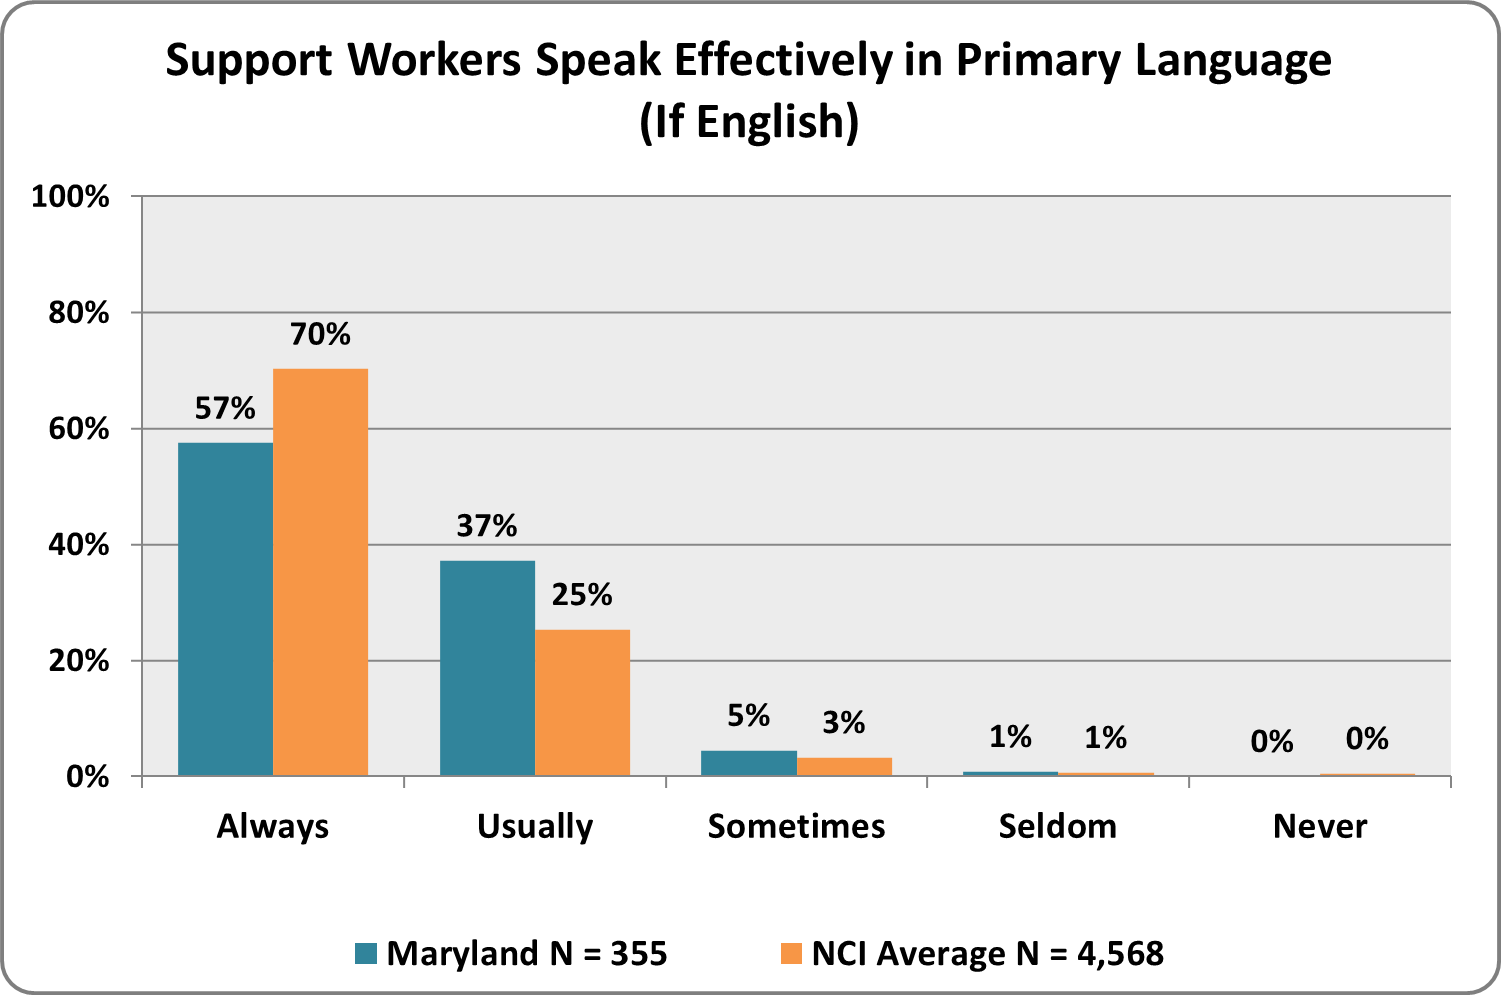 Support Workers Speak Effectively in Primary Language
(If English)
100%
80%
60%
40%
20%
0%
57%
70%
37%
25%
5%
3%
1%
1%
0%
0%
Always
Usually
Sometimes
Seldom
Never
Maryland N = 355
NCI Average N = 4,568